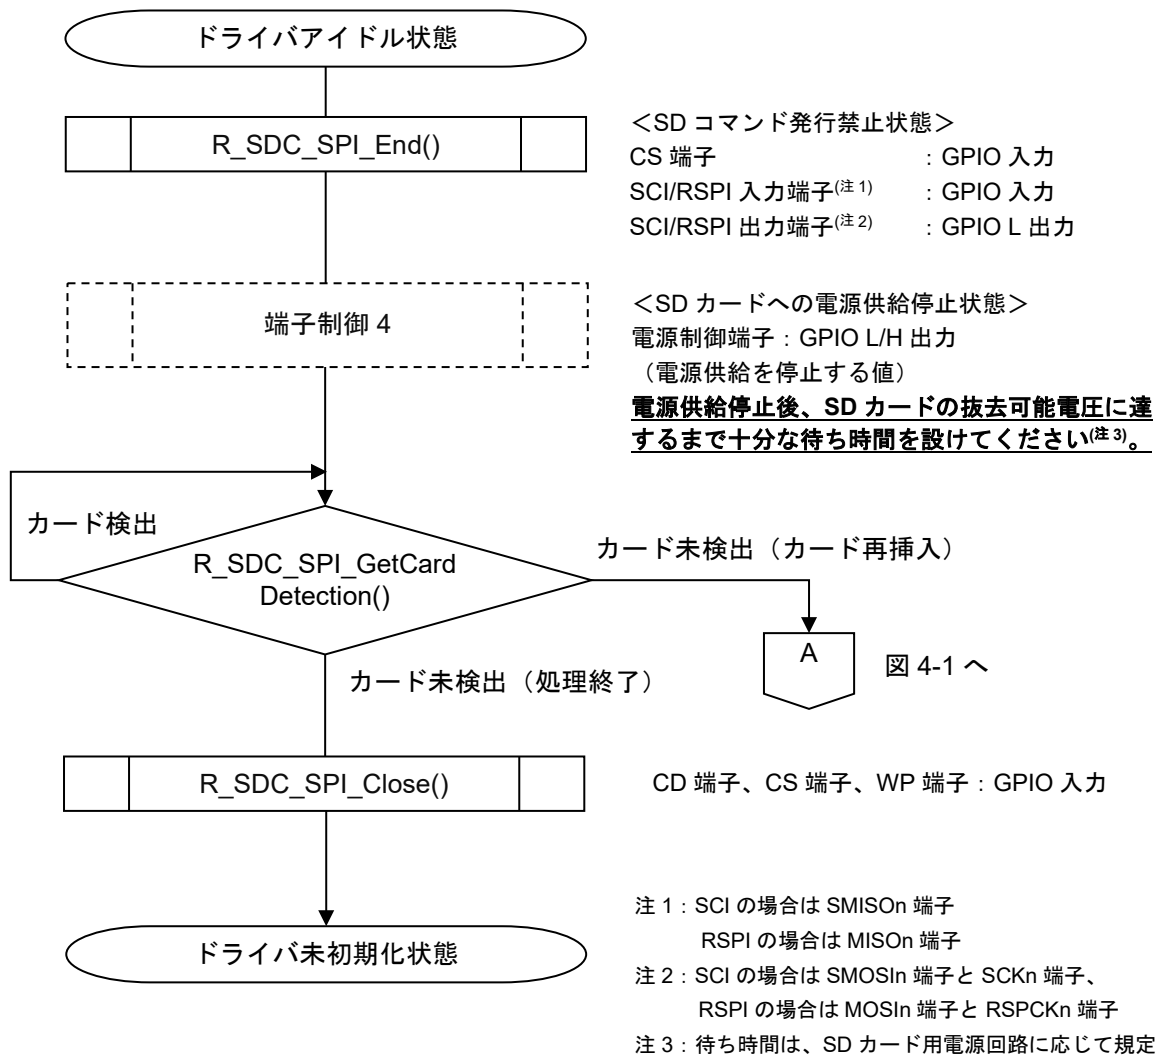 ドライバアイドル状態
R_SDC_SPI_End()
＜SD コマンド発行禁止状態＞
CS 端子 ：GPIO 入力
SCI/RSPI 入力端子(注 1) ：GPIO 入力
SCI/RSPI 出力端子(注 2) ：GPIO L 出力
端子制御 4
＜SD カードへの電源供給停止状態＞
電源制御端子：GPIO L/H 出力
（電源供給を停止する値）
電源供給停止後、SD カードの抜去可能電圧に達
するまで十分な待ち時間を設けてください(注 3)。
カード検出
R_SDC_SPI_GetCard
Detection()
カード未検出（カード再挿入）
A
図 4-1 へ
カード未検出（処理終了）
R_SDC_SPI_Close()
CD 端子、CS 端子、WP 端子：GPIO 入力
ドライバ未初期化状態
注 1：SCI の場合は SMISOn 端子
RSPI の場合は MISOn 端子
注 2：SCI の場合は SMOSIn 端子と SCKn 端子、
RSPI の場合は MOSIn 端子と RSPCKn 端子
注 3：待ち時間は、SD カード用電源回路に応じて規定